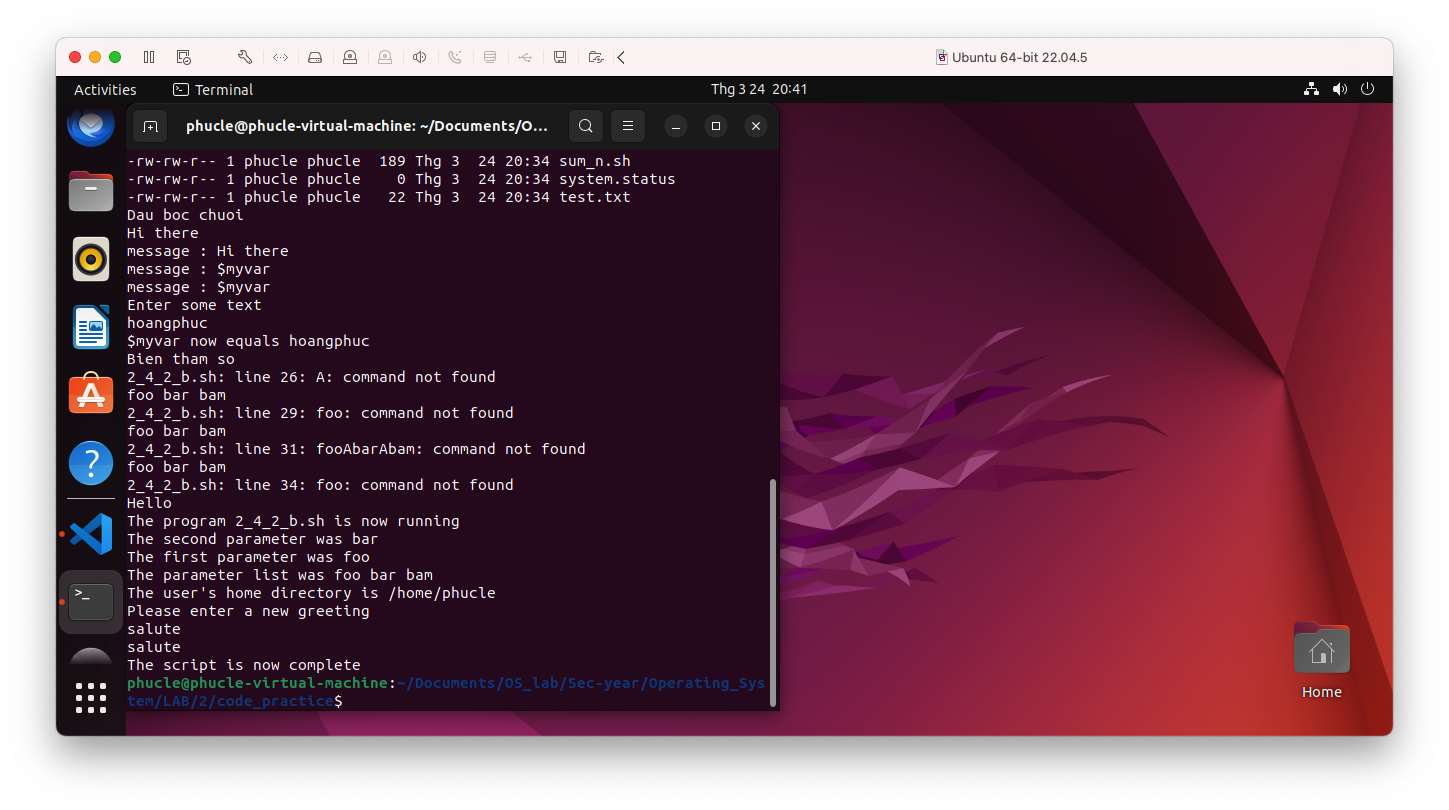 Ubuntu 64-bit 22.04.5
Activities
Terminal
Thg 3 24 20:41
phucle@phucle-virtual-machine: ~/Documents/O...
-rw-rw-r-- 1 phucle phucle  189 Thg 3  24 20:34 sum_n.sh
-rw-rw-r-- 1 phucle phucle    0 Thg 3  24 20:34 system.status
-rw-rw-r-- 1 phucle phucle   22 Thg 3  24 20:34 test.txt
Dau boc chuoi
Hi there
message : Hi there
message : $myvar
message : $myvar
Enter some text
hoangphuc
$myvar now equals hoangphuc
Bien tham so
2_4_2_b.sh: line 26: A: command not found
foo bar bam
2_4_2_b.sh: line 29: foo: command not found
foo bar bam
2_4_2_b.sh: line 31: fooAbarAbam: command not found
foo bar bam
2_4_2_b.sh: line 34: foo: command not found
Hello
The program 2_4_2_b.sh is now running
The second parameter was bar
The first parameter was foo
The parameter list was foo bar bam
The user's home directory is /home/phucle
Please enter a new greeting
salute
salute
The script is now complete
phucle@phucle-virtual-machine:~/Documents/OS_lab/Sec-year/Operating_Sys
tem/LAB/2/code_practice$
Home